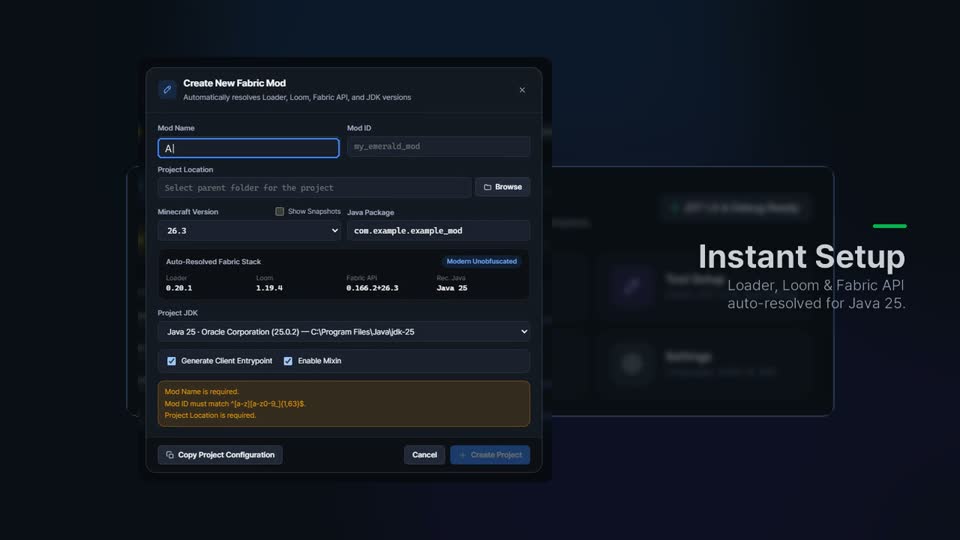 Create New Fabric Mod
Automatically resolves Loader, Loom, Fabric API, and JDK versions
Mod Name
Mod ID
A
my_emerald_mod
Project Location
Select parent folder for the project
Browse
Minecraft Version
Show Snapshots
Java Package
26.3
com.example.example_mod
Auto-Resolved Fabric Stack
Modern Unobfuscated
Loader
Loom
Fabric API
Rec. Java
0.20.1
1.19.4
0.166.2+26.3
Java 25
Project JDK
Java 25 - Oracle Corporation (25.0.2) — C:\Program Files\Java\jdk-25
Generate Client Entrypoint
Enable Mixin
Mod Name is required.
Mod ID must match ^[a-z][a-z0-9_]{1,63}$.
Project Location is required.
Copy Project Configuration
Cancel
+ Create Project
Instant Setup
Loader, Loom & Fabric API
auto-resolved for Java 25.
Settings